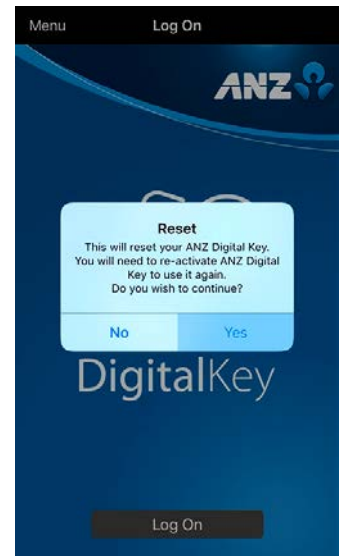 Menu Log On
ANZ
Reset
This will reset your ANZ Digital Key.
You will need to re-activate ANZ Digital
Key to use it again.
Do you wish to continue?
No Yes
DigitalKey
Log On